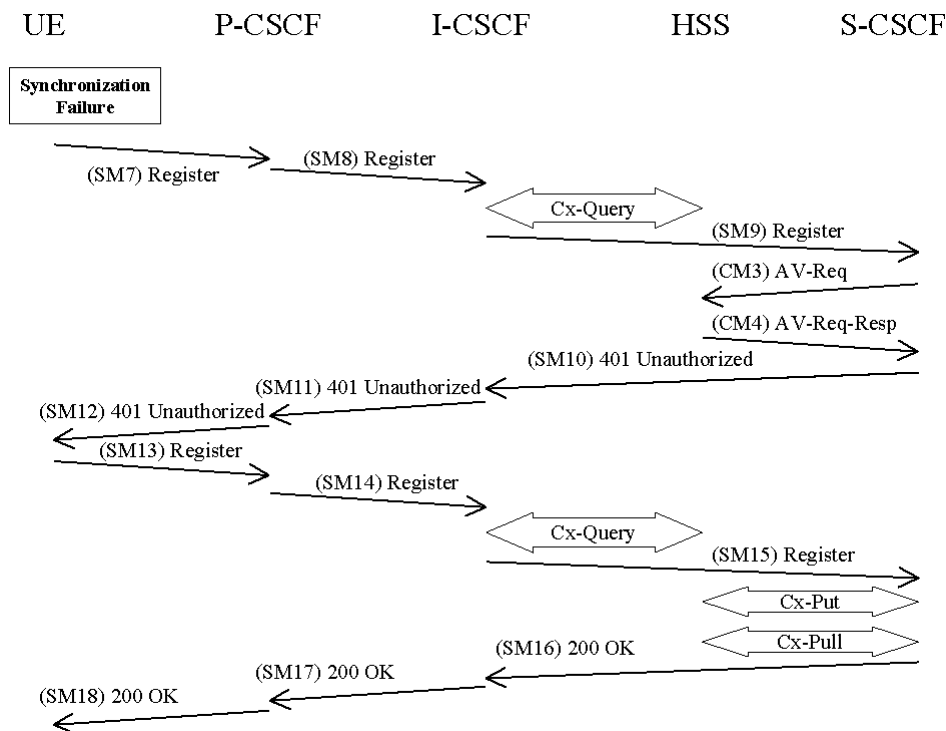 UE P-CSCF I-CSCF HSS S-CSCF
Synchronization
Failure
(SM7) Register
(SM8) Register
Cx-Query
(SM9) Register
(CM3) AV-Req
(CM4) AV-Req-Resp
(SM10) 401 Unauthorized
(SM11) 401 Unauthorized
(SM12) 401 Unauthorized
(SM13) Register
(SM14) Register
Cx-Query
(SM15) Register
Cx-Put
Cx-Pull
(SM16) 200 OK
(SM17) 200 OK
(SM18) 200 OK